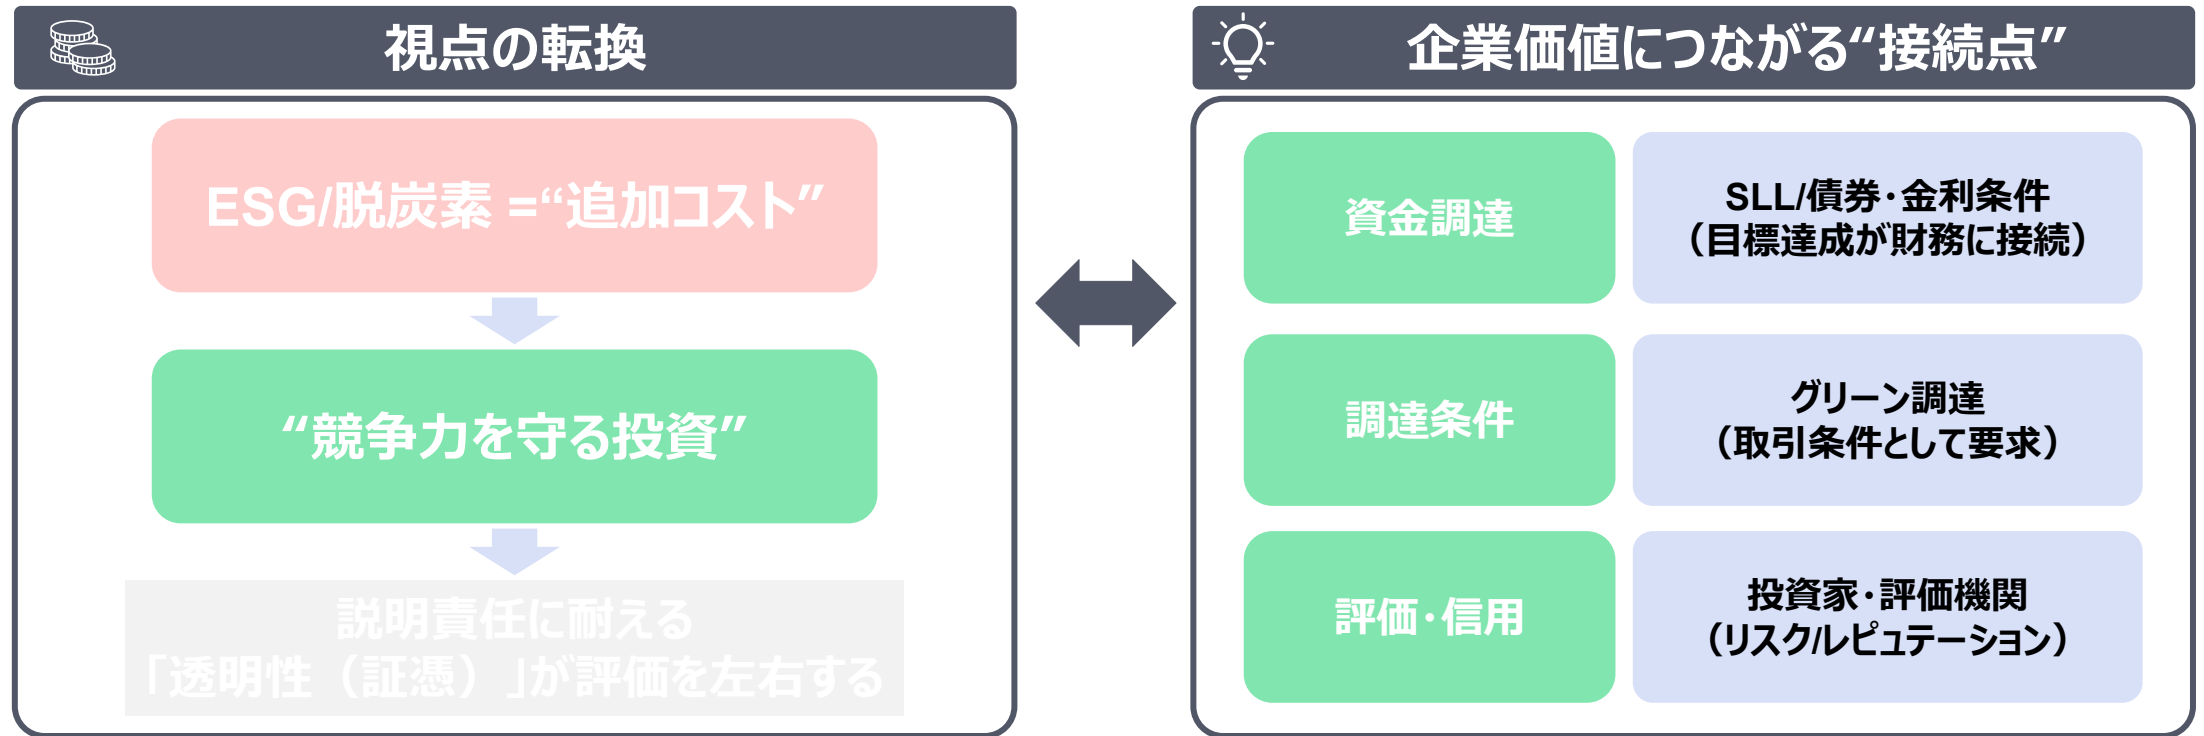 視点の転換
ESG/脱炭素 =“追加コスト”
“競争力を守る投資”
説明責任に耐える
「透明性（証憑）」が評価を左右する
企業価値につながる“接続点”
資金調達
SLL/債券・金利条件
（目標達成が財務に接続）
調達条件
グリーン調達
（取引条件として要求）
評価・信用
投資家・評価機関
（リスク/レピュテーション）